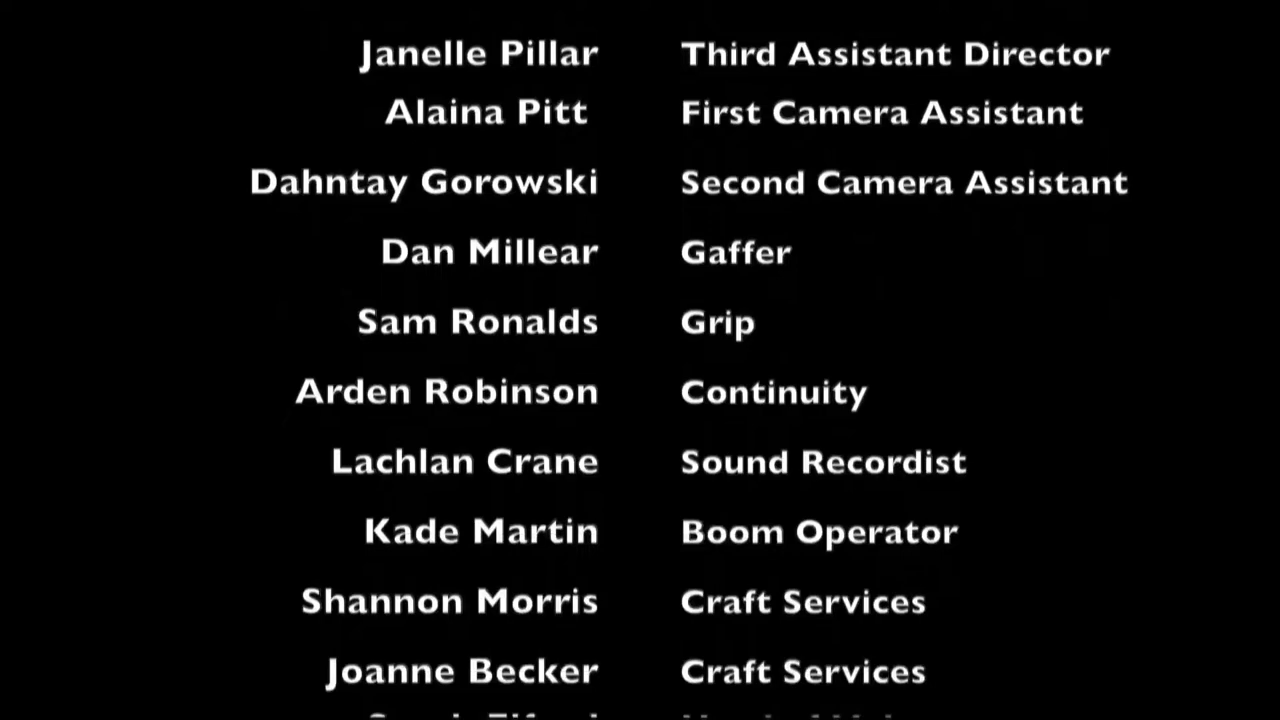 Janelle Pillar Third Assistant Director
Alaina Pitt First Camera Assistant
Dahntay Gorowski Second Camera Assistant
Dan Millear Gaffer
Sam Ronalds Grip
Arden Robinson Continuity
Lachlan Crane Sound Recordist
Kade Martin Boom Operator
Shannon Morris Craft Services
Joanne Becker Craft Services